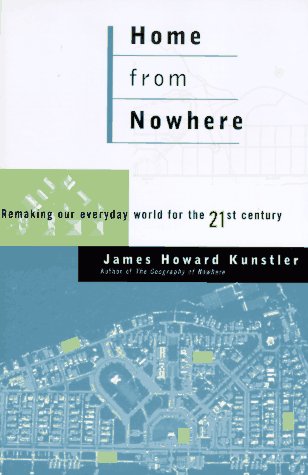 Home
from
Nowhere
Remaking our everyday world for the 21st century
James Howard Kunstler
Author of The Geography of Nowhere